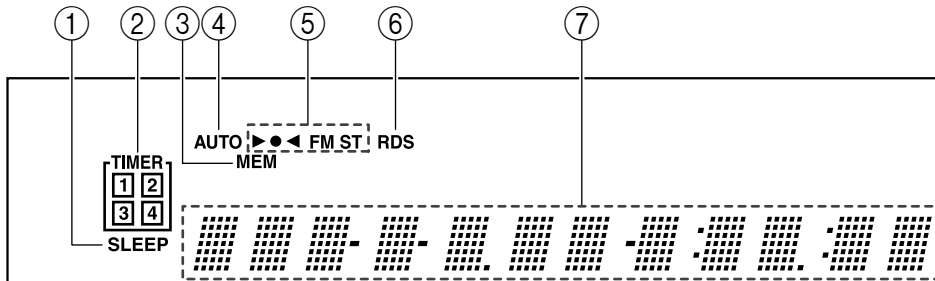 ① ② ③ ④ ⑤ ⑥ ⑦
AUTO ►●◄ FM ST RDS
MEM
TIMER
1 2
3 4
SLEEP